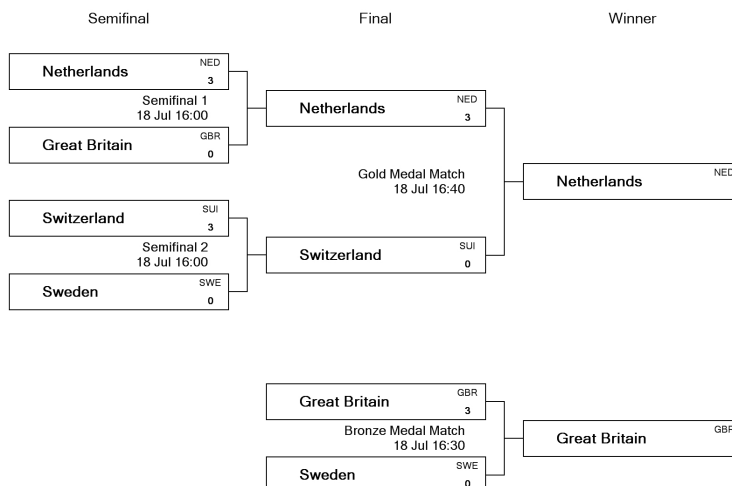 Semifinal
Final
Winner
Netherlands
NED
3
Semifinal 1
18 Jul 16:00
Great Britain
GBR
0
Netherlands
NED
3
Gold Medal Match
18 Jul 16:40
Netherlands
NED
Switzerland
SUI
3
Semifinal 2
18 Jul 16:00
Sweden
SWE
0
Switzerland
SUI
0
Great Britain
GBR
3
Bronze Medal Match
18 Jul 16:30
Great Britain
GBR
Sweden
SWE
0